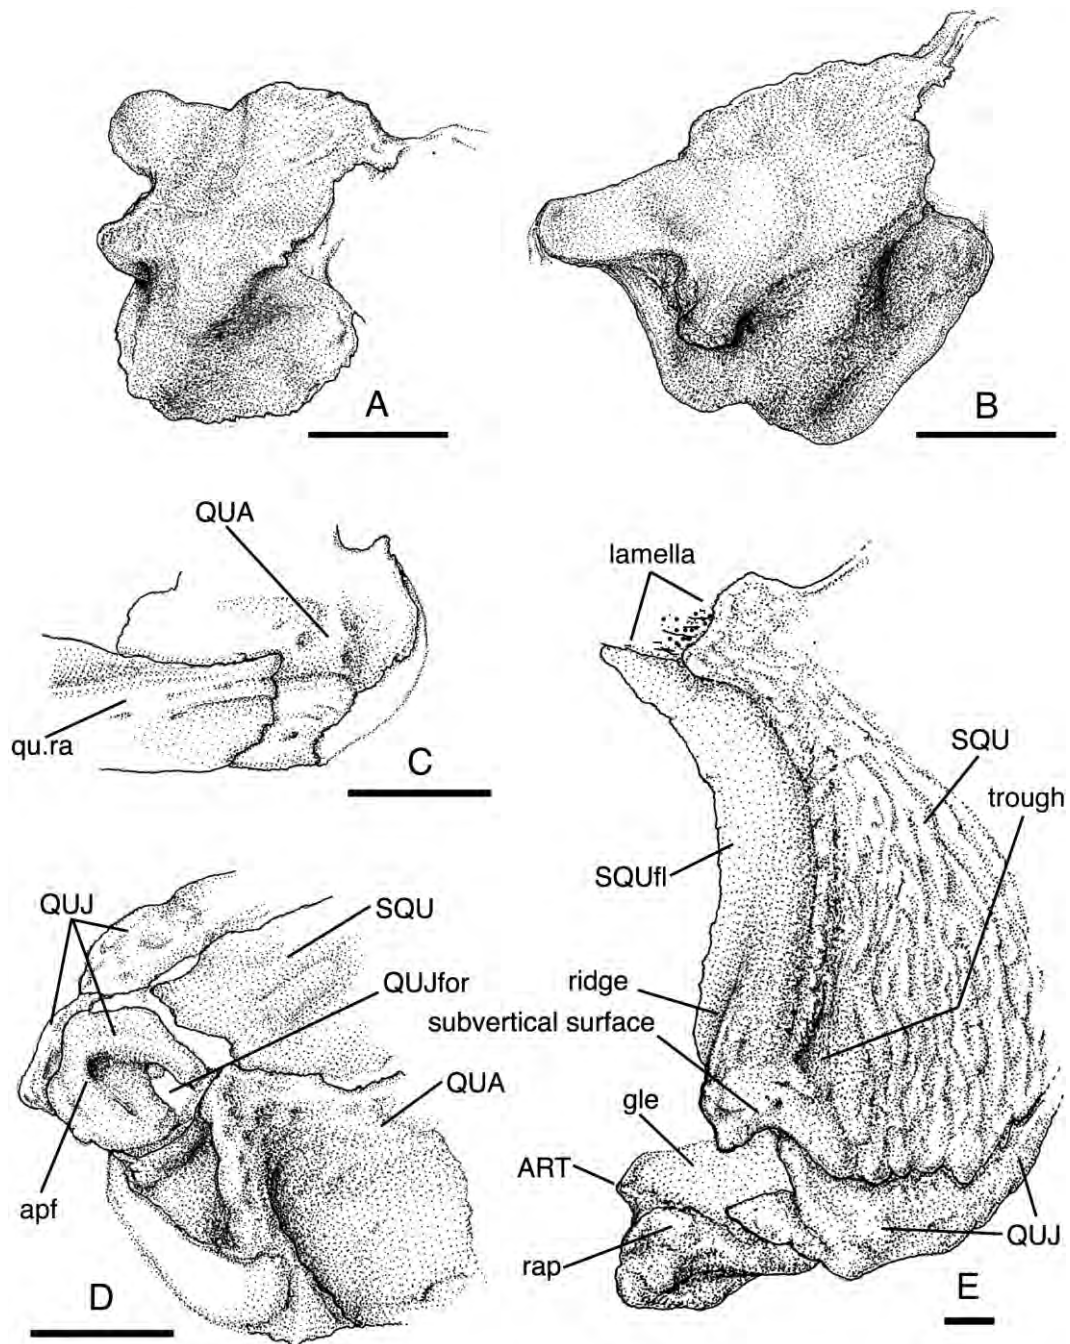 A
B
QUA
qu.ra
C
lamella
SQU
trough
SQUfl
ridge
subvertical surface
gle
ART
rap
QUJ
E
QUJ
SQU
QUJfor
QUA
apf
D